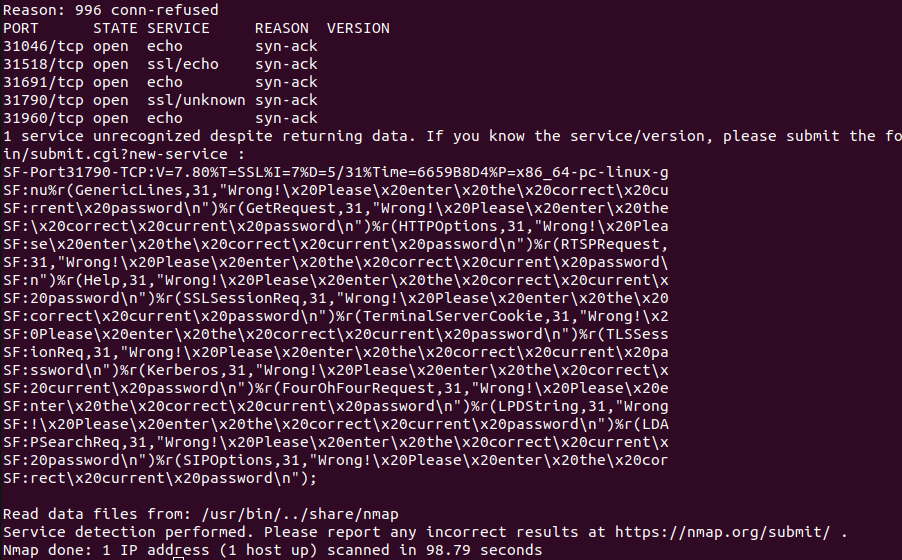 Reason: 996 conn-refused
PORT      STATE SERVICE     REASON  VERSION
31046/tcp open  echo        syn-ack
31518/tcp open  ssl/echo    syn-ack
31691/tcp open  echo        syn-ack
31790/tcp open  ssl/unknown syn-ack
31960/tcp open  echo        syn-ack
1 service unrecognized despite returning data. If you know the service/version, please submit the fo
in/submit.cgi?new-service :
SF-Port31790-TCP:V=7.80%T=SSL%I=7%D=5/31%Time=6659B8D4%P=x86_64-pc-linux-g
SF:nu%r(GenericLines,31,"Wrong!\x20Please\x20enter\x20the\x20correct\x20cu
SF:rrent\x20password\n")%r(GetRequest,31,"Wrong!\x20Please\x20enter\x20the
SF:\x20correct\x20current\x20password\n")%r(HTTPOptions,31,"Wrong!\x20Plea
SF:se\x20enter\x20the\x20correct\x20current\x20password\n")%r(RTSPRequest,
SF:31,"Wrong!\x20Please\x20enter\x20the\x20correct\x20current\x20password\
SF:n")%r(Help,31,"Wrong!\x20Please\x20enter\x20the\x20correct\x20current\x
SF:20password\n")%r(SSLSessionReq,31,"Wrong!\x20Please\x20enter\x20the\x20
SF:correct\x20current\x20password\n")%r(TerminalServerCookie,31,"Wrong!\x2
SF:0Please\x20enter\x20the\x20correct\x20current\x20password\n")%r(TLSSess
SF:ionReq,31,"Wrong!\x20Please\x20enter\x20the\x20correct\x20current\x20pa
SF:ssword\n")%r(Kerberos,31,"Wrong!\x20Please\x20enter\x20the\x20correct\x
SF:20current\x20password\n")%r(FourOhFourRequest,31,"Wrong!\x20Please\x20e
SF:nter\x20the\x20correct\x20current\x20password\n")%r(LPDString,31,"Wrong
SF:!\x20Please\x20enter\x20the\x20correct\x20current\x20password\n")%r(LDA
SF:PSearchReq,31,"Wrong!\x20Please\x20enter\x20the\x20correct\x20current\x
SF:20password\n")%r(SIPOptions,31,"Wrong!\x20Please\x20enter\x20the\x20cor
SF:rect\x20current\x20password\n");

Read data files from: /usr/bin/../share/nmap
Service detection performed. Please report any incorrect results at https://nmap.org/submit/ .
Nmap done: 1 IP address (1 host up) scanned in 98.79 seconds